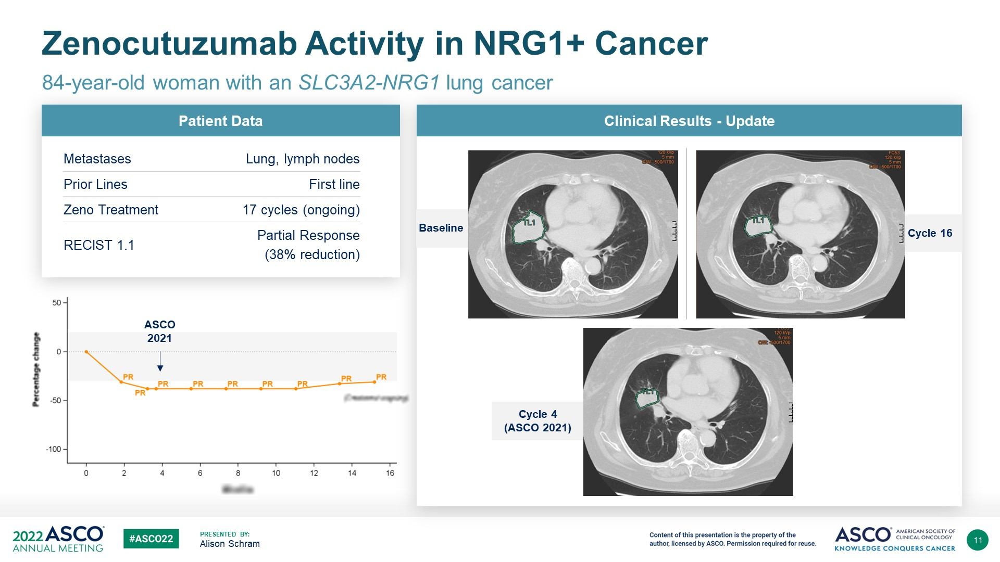 Zenocutuzumab Activity in NRG1+ Cancer
84-year-old woman with an SLC3A2-NRG1 lung cancer
Patient Data
Metastases Lung, lymph nodes
Prior Lines First line
Zeno Treatment 17 cycles (ongoing)
RECIST 1.1 Partial Response
(38% reduction)
Percentage change
50
0
-50
-100
ASCO
2021
PR
PR
PR
PR
PR
PR
PR
PR
PR
0 2 4 6 8 10 12 14 16
Clinical Results - Update
Baseline
120 kVp
5 mm
C/W: -500/1700
TL1
FC53
120 kVp
5 mm
C/W: -500/1700
TL1
Cycle 16
Cycle 4
(ASCO 2021)
120 kVp
5 mm
C/W: -500/1700
TL1
2022 ASCO
ANNUAL MEETING
#ASCO22
PRESENTED BY:
Alison Schram
Content of this presentation is the property of the
author, licensed by ASCO. Permission required for reuse.
ASCO AMERICAN SOCIETY OF
CLINICAL ONCOLOGY
KNOWLEDGE CONQUERS CANCER
11